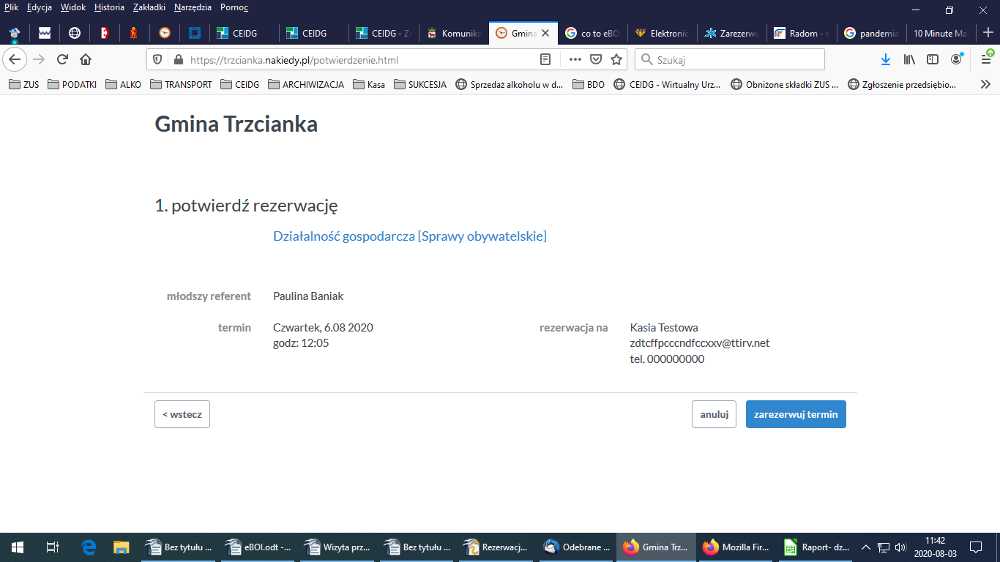 Plik Edycja Widok Historia Zakładki Narzędzia Pomoc
CEIDG CEIDG CEIDG - Z Komunika Gmina co to eBO Elektronic Zarezerwu Radom - s pandemia 10 Minute Ma
https://trzcianka.nakiedy.pl/potwierdzenie.html Szukaj
ZUS PODATKI ALKO TRANSPORT CEIDG ARCHIWIZACJA Kasa SUKCESJA Sprzedaż alkoholu w d... BDO CEIDG - Wirtualny Urz... Obniżone składki ZUS ... Zgłoszenie przedsiębio...
Gmina Trzcianka
1. potwierdź rezerwację
Działalność gospodarcza [Sprawy obywatelskie]
młodszy referent Paulina Baniak
termin Czwartek, 6.08 2020 rezerwacja na Kasia Testowa
godz: 12:05 zdtcffpcccndfccxxv@ttirv.net
tel. 000000000
< wstecz anuluj zarezerwuj termin
Bez tytułu ... eBOI.odt -... Wizyta prz... Bez tytułu ... Rezerwacj... Odebrane ... Gmina Trz... Mozilla Fir... Raport- dz... 11:42
2020-08-03